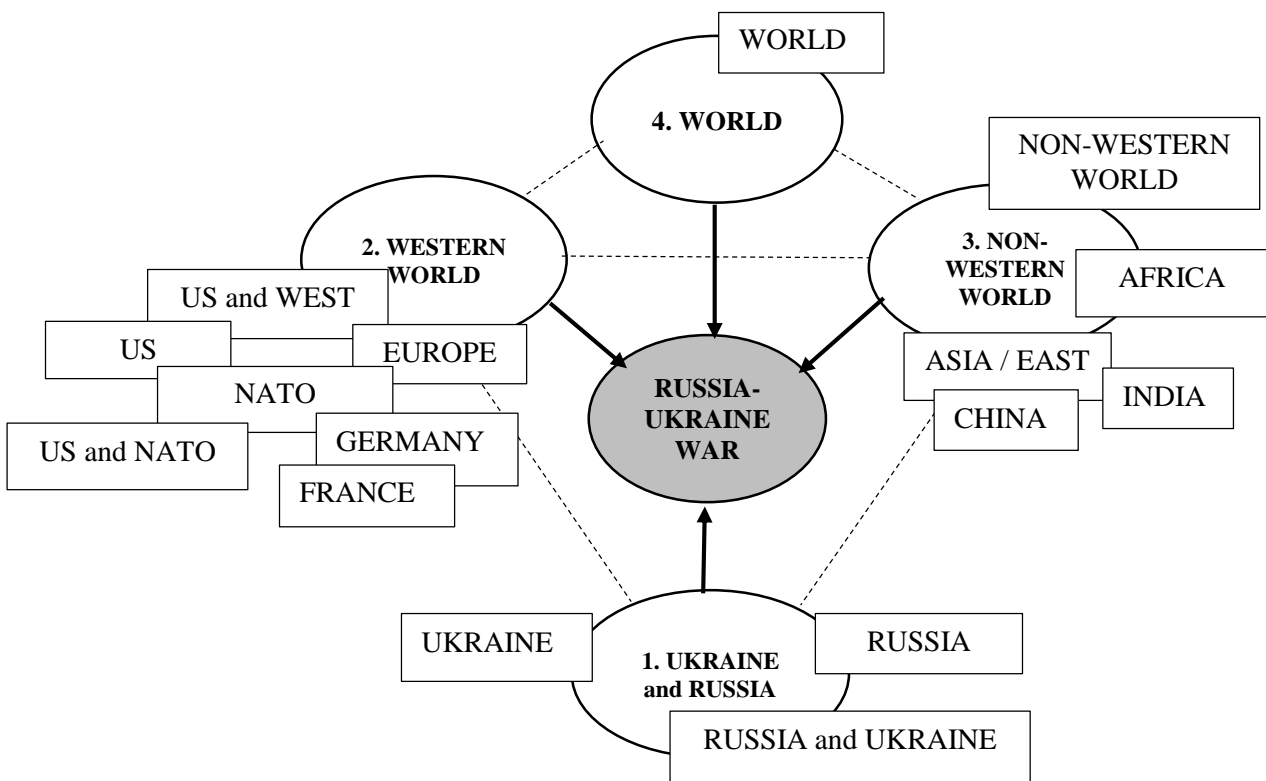 WORLD
4. WORLD
NON-WESTERN
WORLD
2. WESTERN
WORLD
3. NON-
WESTERN
WORLD
AFRICA
US and WEST
US
EUROPE
ASIA / EAST
NATO
INDIA
CHINA
RUSSIA-
UKRAINE
WAR
US and NATO
GERMANY
FRANCE
UKRAINE
RUSSIA
1. UKRAINE
and RUSSIA
RUSSIA and UKRAINE